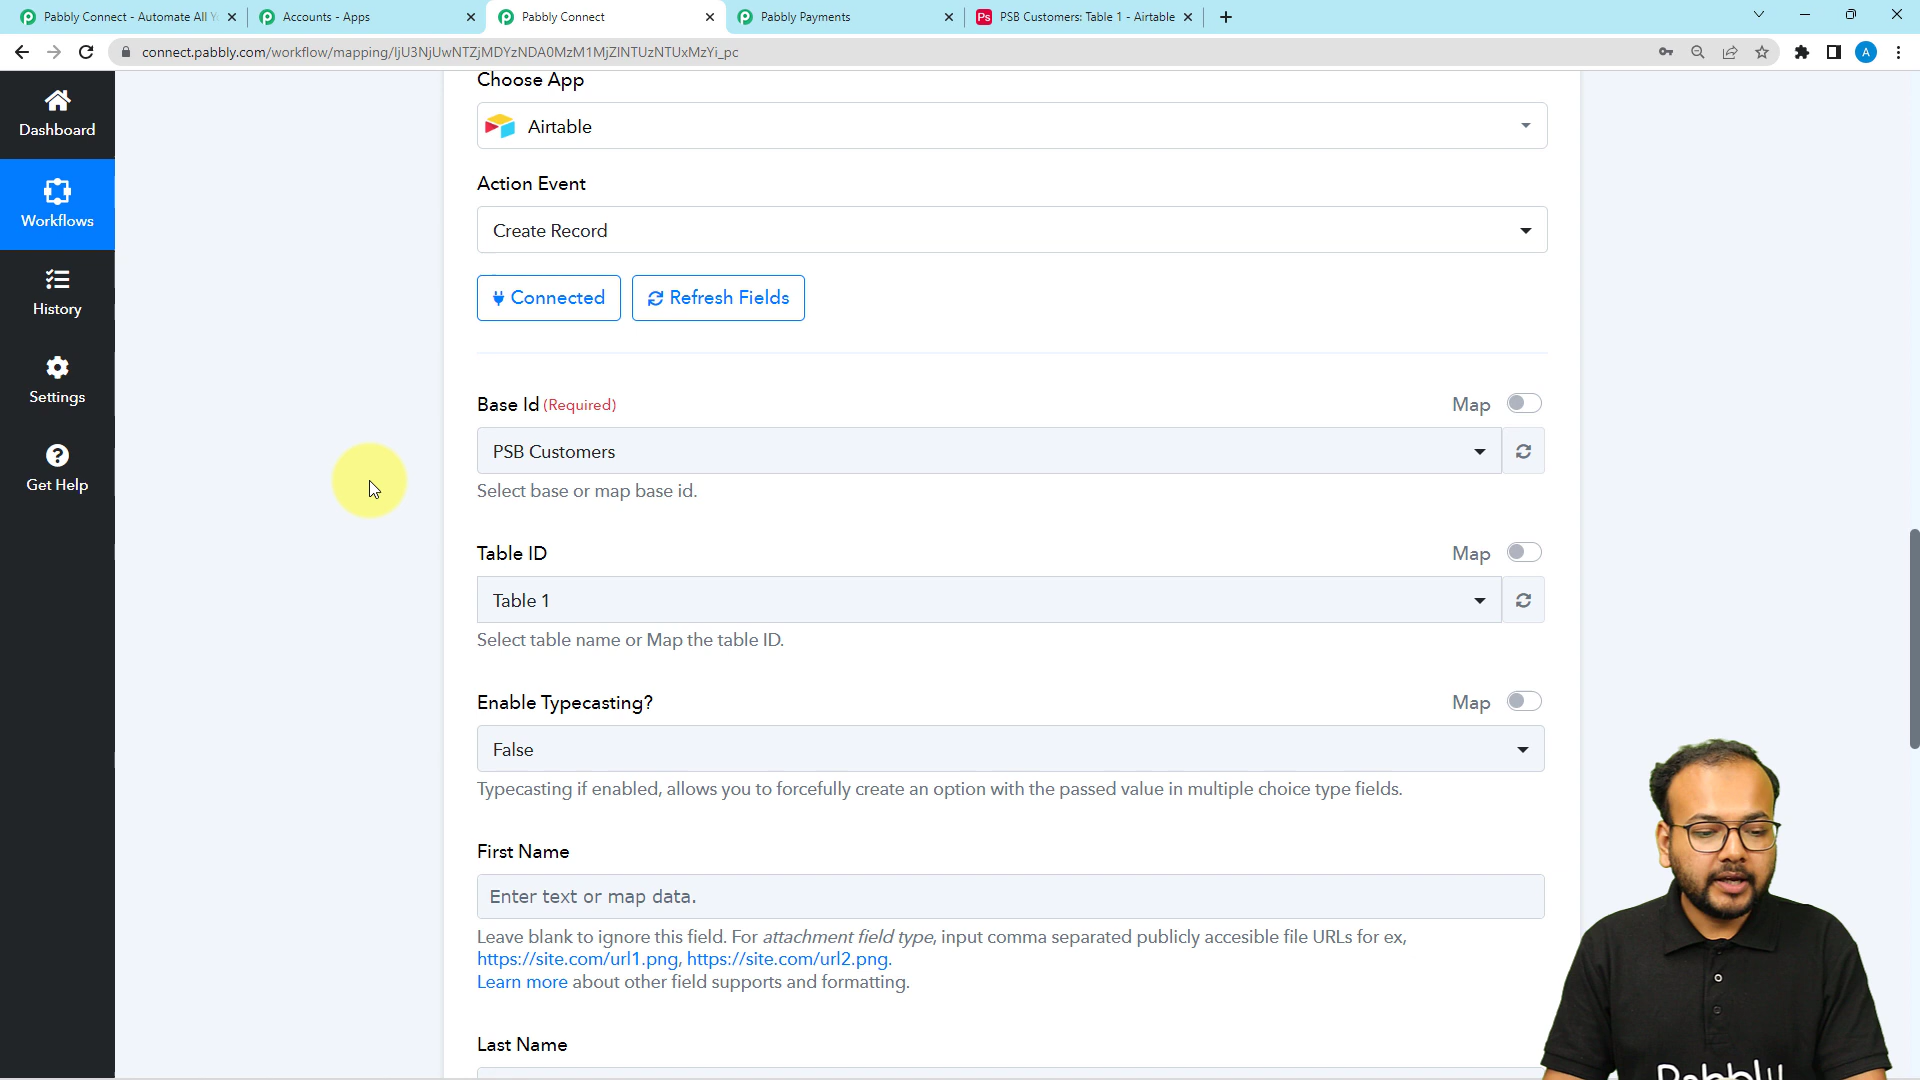 Pabbly Connect - Automate All Y
Accounts - Apps
Pabbly Connect
Pabbly Payments
Ps
PSB Customers: Table 1 - Airtable
A
Choose App
Airtable
Action Event
Create Record
Connected
Refresh Fields
Base Id (Required)
Map
PSB Customers
Select base or map base id.
Table ID
Map
Table 1
Select table name or Map the table ID.
Enable Typecasting?
Map
False
Typecasting if enabled, allows you to forcefully create an option with the passed value in multiple choice type fields.
First Name
Enter text or map data.
Leave blank to ignore this field. For attachment field type, input comma separated publicly accesible file URLs for ex,
https://site.com/url1.png, https://site.com/url2.png.
Learn more about other field supports and formatting.
Last Name
Dashboard
Workflows
History
Settings
Get Help
Pabbly